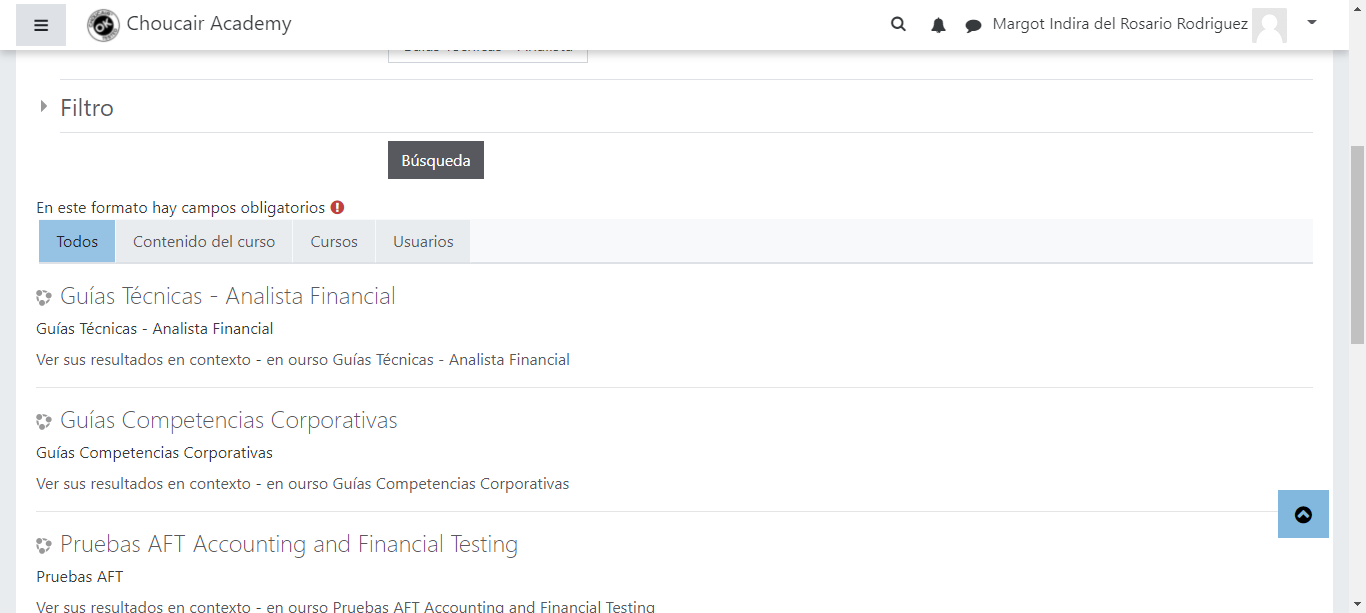 Choucair Academy
Margot Indira del Rosario Rodriguez
Guías Técnicas - Analista
Filtro
Búsqueda
En este formato hay campos obligatorios
Todos Contenido del curso Cursos Usuarios
Guías Técnicas - Analista Financial
Guías Técnicas - Analista Financial
Ver sus resultados en contexto - en ourso Guías Técnicas - Analista Financial
Guías Competencias Corporativas
Guías Competencias Corporativas
Ver sus resultados en contexto - en ourso Guías Competencias Corporativas
Pruebas AFT Accounting and Financial Testing
Pruebas AFT
Ver sus resultados en contexto - en ourso Pruebas AFT Accounting and Financial Testing